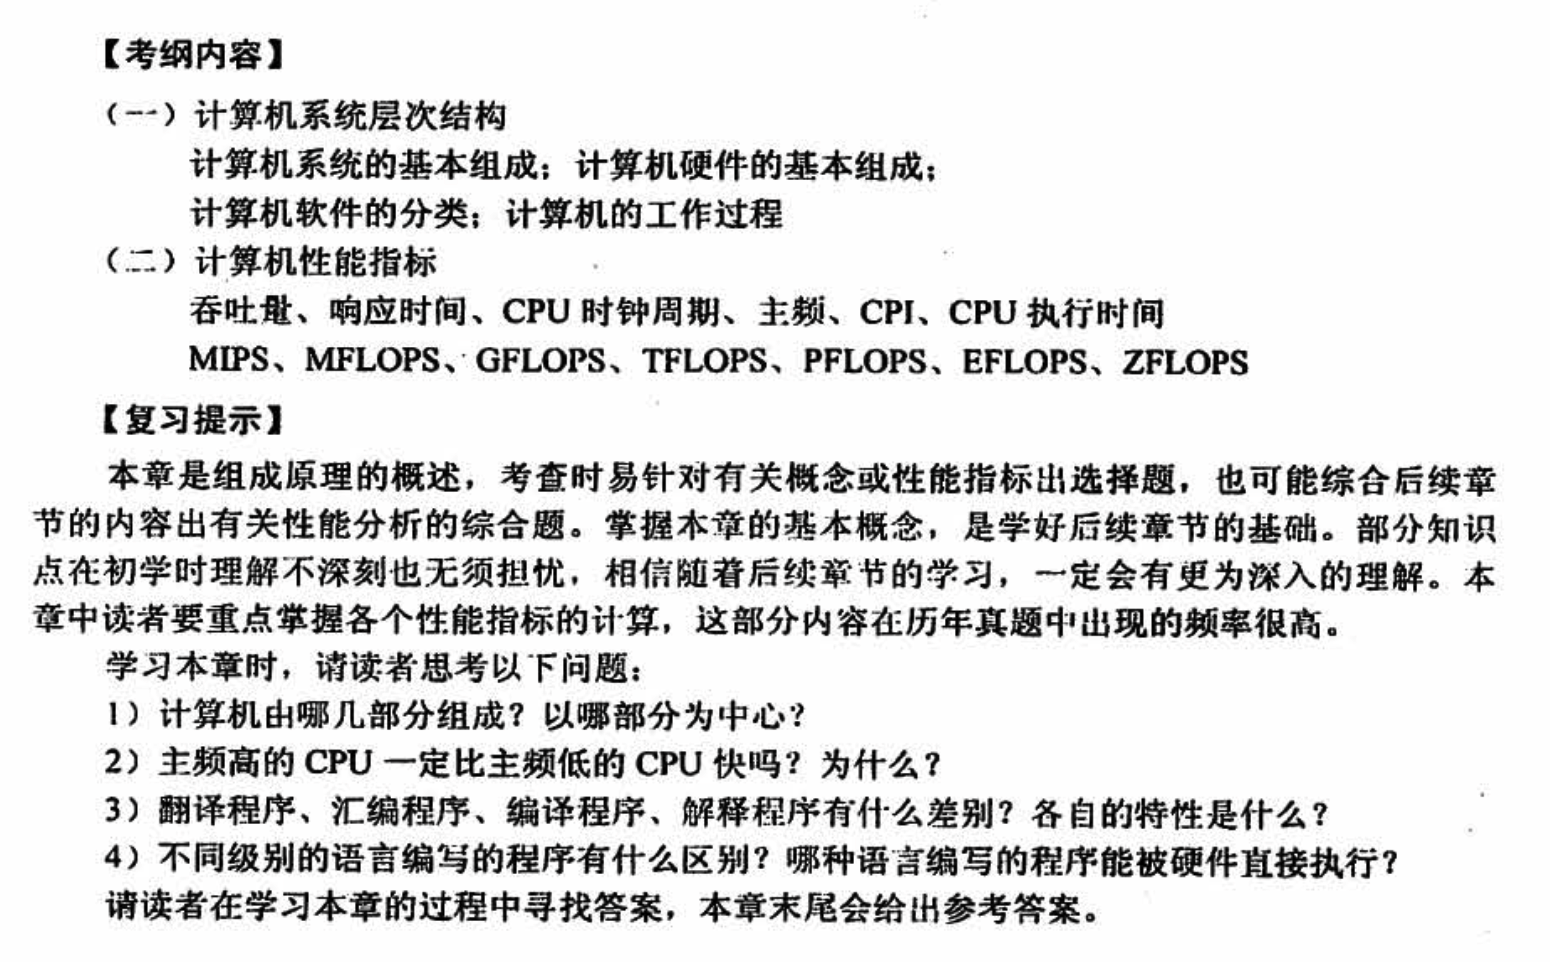 【考纲内容】
（一）计算机系统层次结构
计算机系统的基本组成；计算机硬件的基本组成；
计算机软件的分类；计算机的工作过程
（二）计算机性能指标
吞吐量、响应时间、CPU 时钟周期、主频、CPI、CPU 执行时间
MIPS、MFLOPS、GFLOPS、TFLOPS、PFLOPS、EFLOPS、ZFLOPS
【复习提示】
本章是组成原理的概述，考查时易针对有关概念或性能指标出选择题，也可能综合后续章
节的内容出有关性能分析的综合题。掌握本章的基本概念，是学好后续章节的基础。部分知识
点在初学时理解不深刻也无须担忧，相信随着后续章节的学习，一定会有更为深入的理解。本
章中读者要重点掌握各个性能指标的计算，这部分内容在历年真题中出现的频率很高。
学习本章时，请读者思考以下问题：
1）计算机由哪几部分组成？以哪部分为中心？
2）主频高的 CPU 一定比主频低的 CPU 快吗？为什么？
3）翻译程序、汇编程序、编译程序、解释程序有什么差别？各自的特性是什么？
4）不同级别的语言编写的程序有什么区别？哪种语言编写的程序能被硬件直接执行？
请读者在学习本章的过程中寻找答案，本章末尾会给出参考答案。